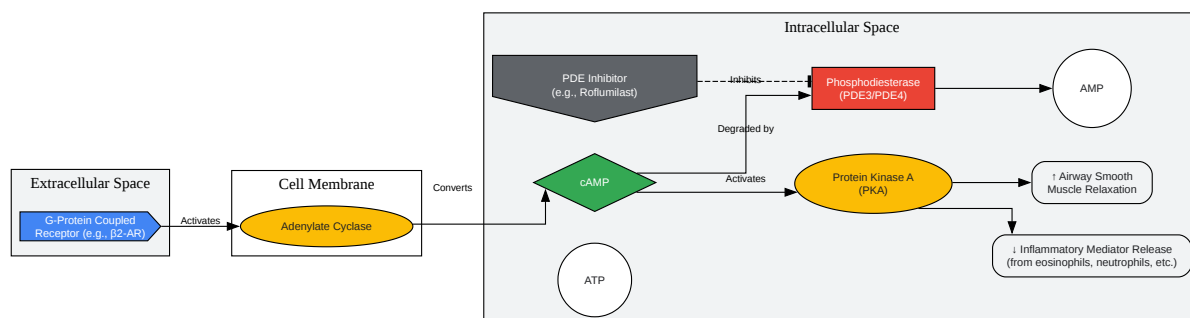 Intracellular Space
PDE Inhibitor
(e.g., Roflumilast)
Inhibits
Phosphodiesterase
(PDE3/PDE4)
AMP
Degraded by
Extracellular Space
G-Protein Coupled
Receptor (e.g., β2-AR)
Activates
Cell Membrane
Adenylate Cyclase
Converts
cAMP
Activates
Protein Kinase A
(PKA)
↑ Airway Smooth
Muscle Relaxation
↓ Inflammatory Mediator Release
(from eosinophils, neutrophils, etc.)
ATP